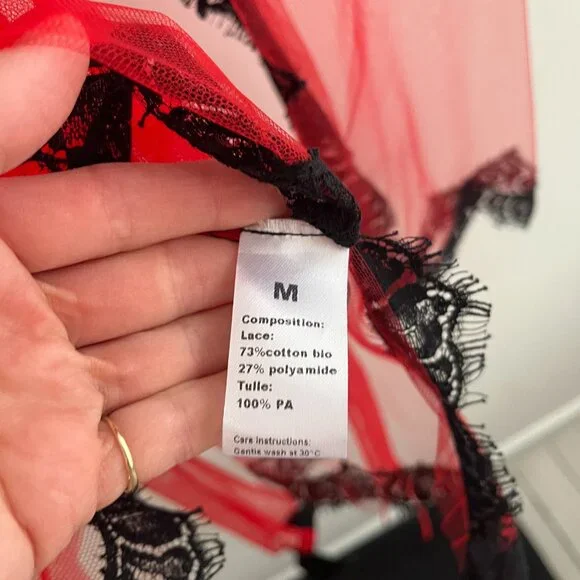 M
Composition:
Lace:
73%cotton bio
27% polyamide
Tulle:
100% PA
Care instructions:
Gentle wash at 30°C